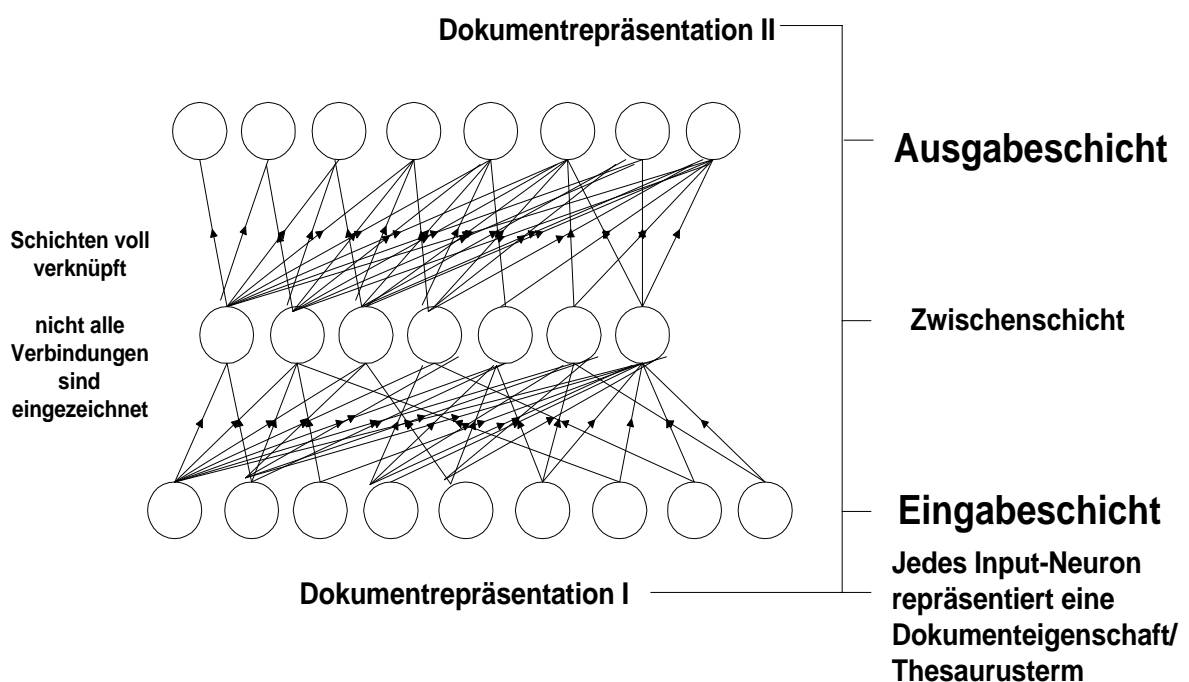 Dokumentrepräsentation II
Ausgabeschicht
Schichten voll
verknüpft
nicht alle
Verbindungen
sind
eingezeichnet
Zwischenschicht
Eingabeschicht
Jedes Input-Neuron
repräsentiert eine
Dokumenteigenschaft/
Thesaurusterm
Dokumentrepräsentation I